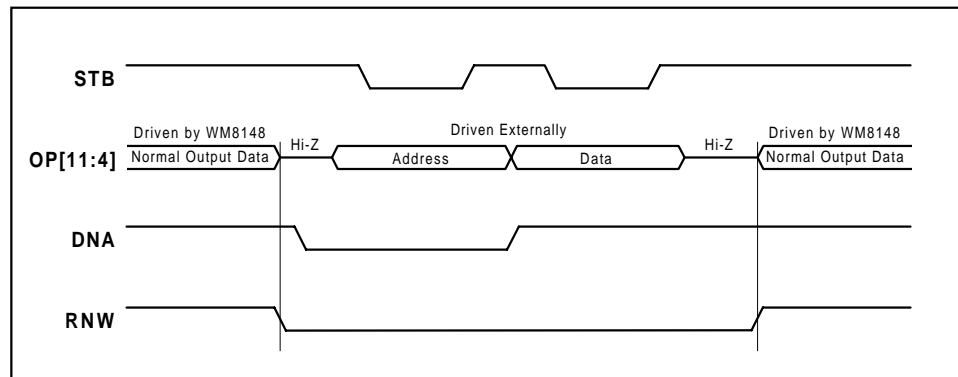 STB
Driven by WM8148
Driven Externally
Driven by WM8148
Hi-Z
Hi-Z
OP[11:4]
Normal Output Data
Address
Data
Normal Output Data
DNA
RNW